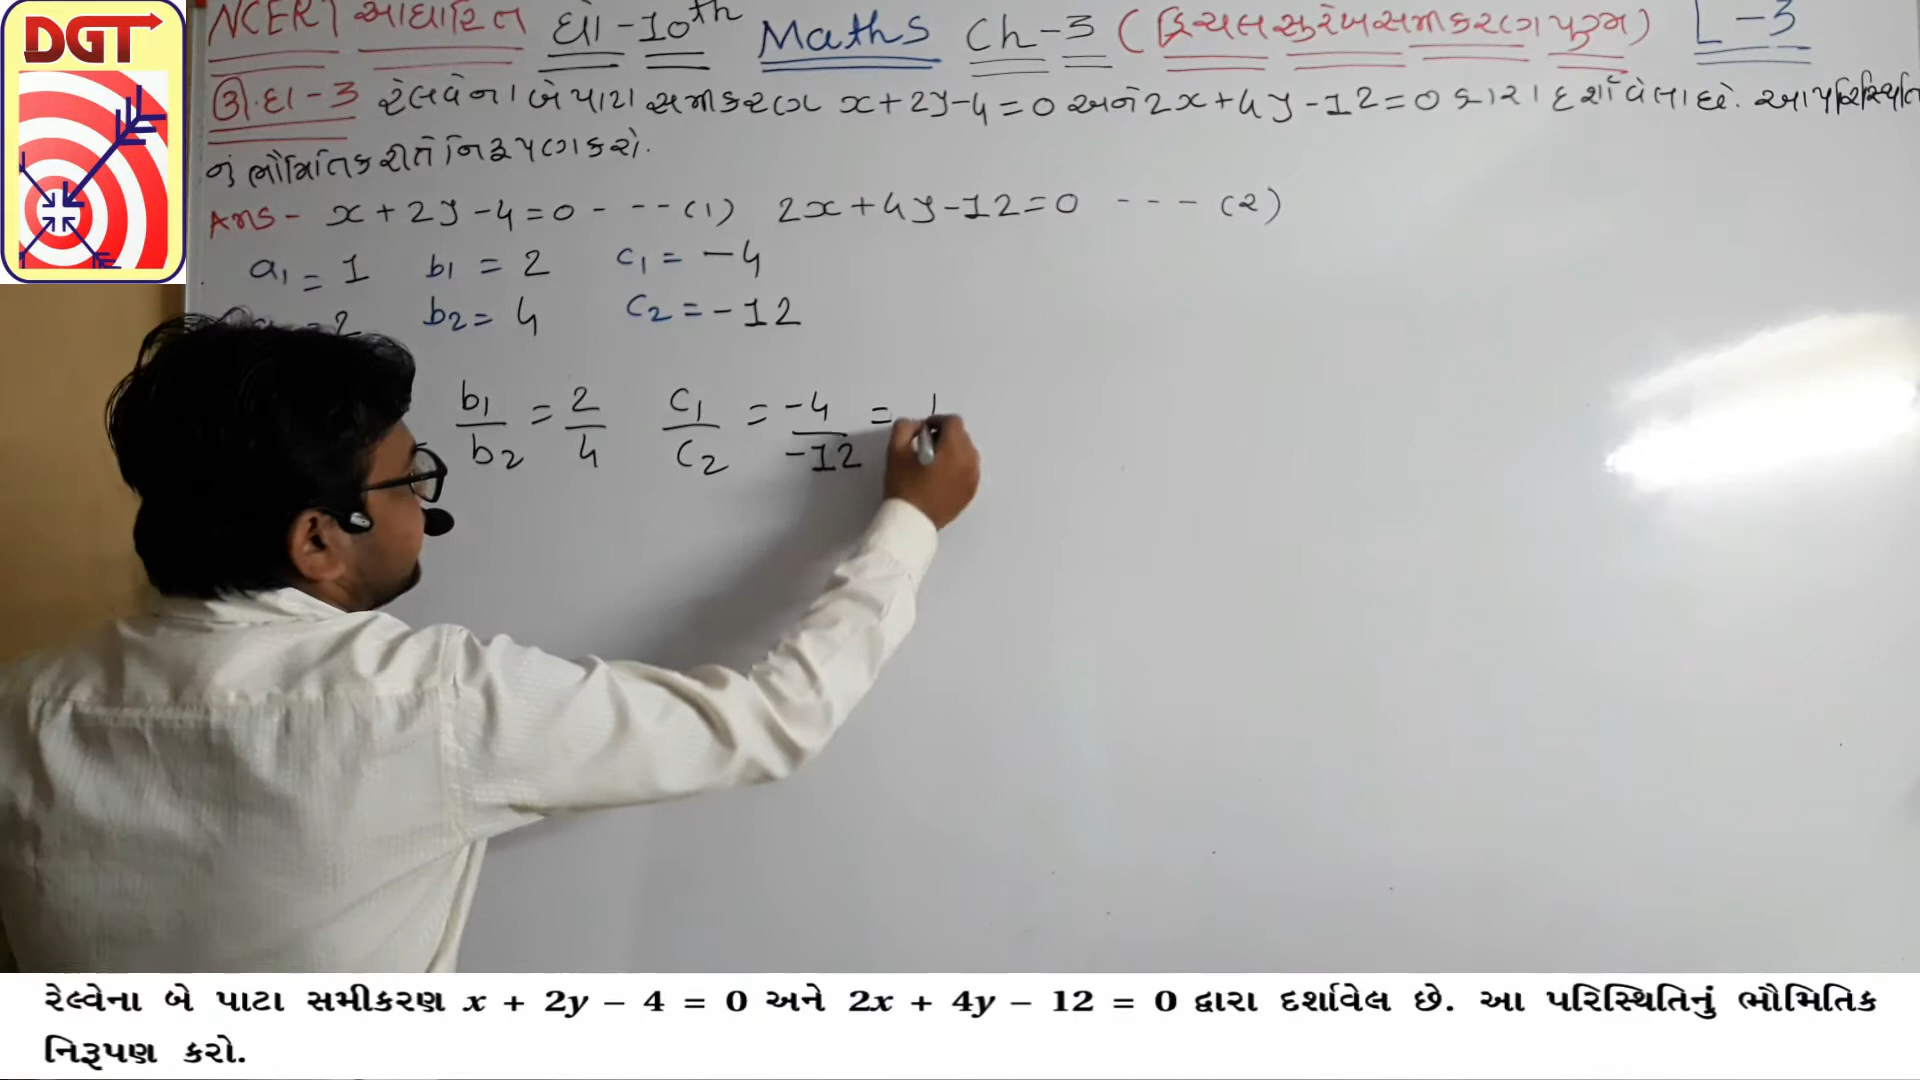 DGT
NCERT આધારિત ધો-10th Maths Ch-3 (દ્વિચલ સુરેખ સમીકરણ યુગ્મ) L-3
ઉ.દા-3 રેલવેના બે પાટા સમીકરણ x+2y-4=0 અને 2x+4y-12=0 દ્વારા દર્શાવેલા છે. આ પરિસ્થિતિ
નું ભૌમિતિક રીતે નિરૂપણ કરો.
Ans- x+2y-4=0 - --- (1) 2x+4y-12=0 --- - (2)
a₁ = 1 b₁ = 2 c₁ = -4
= 2 b₂ = 4 c₂ = -12
b₁/b₂ = 2/4 c₁/c₂ = -4/-12 =
રેલ્વેના બે પાટા સમીકરણ x + 2y − 4 = 0 અને 2x + 4y − 12 = 0 દ્વારા દર્શાવેલ છે. આ પરિસ્થિતિનું ભૌમિતિક
નિરૂપણ કરો.